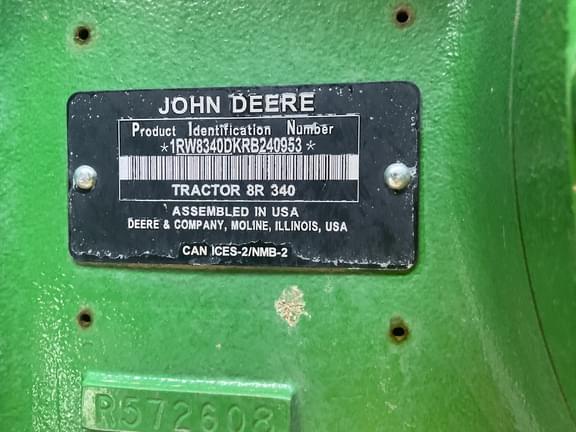 JOHN DEERE
Product Identification Number
*1RW8340DKRB240953*
TRACTOR 8R 340
ASSEMBLED IN USA
DEERE & COMPANY, MOLINE, ILLINOIS, USA
CAN ICES-2/NMB-2
R572608